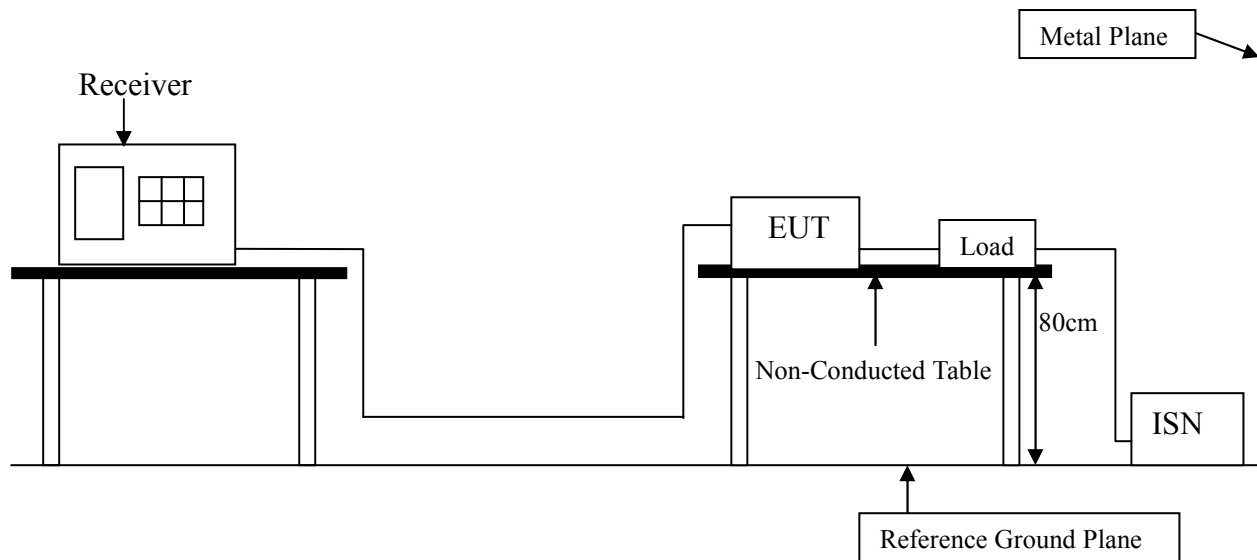 Metal Plane
Receiver
EUT
Load
80cm
Non-Conducted Table
ISN
Reference Ground Plane